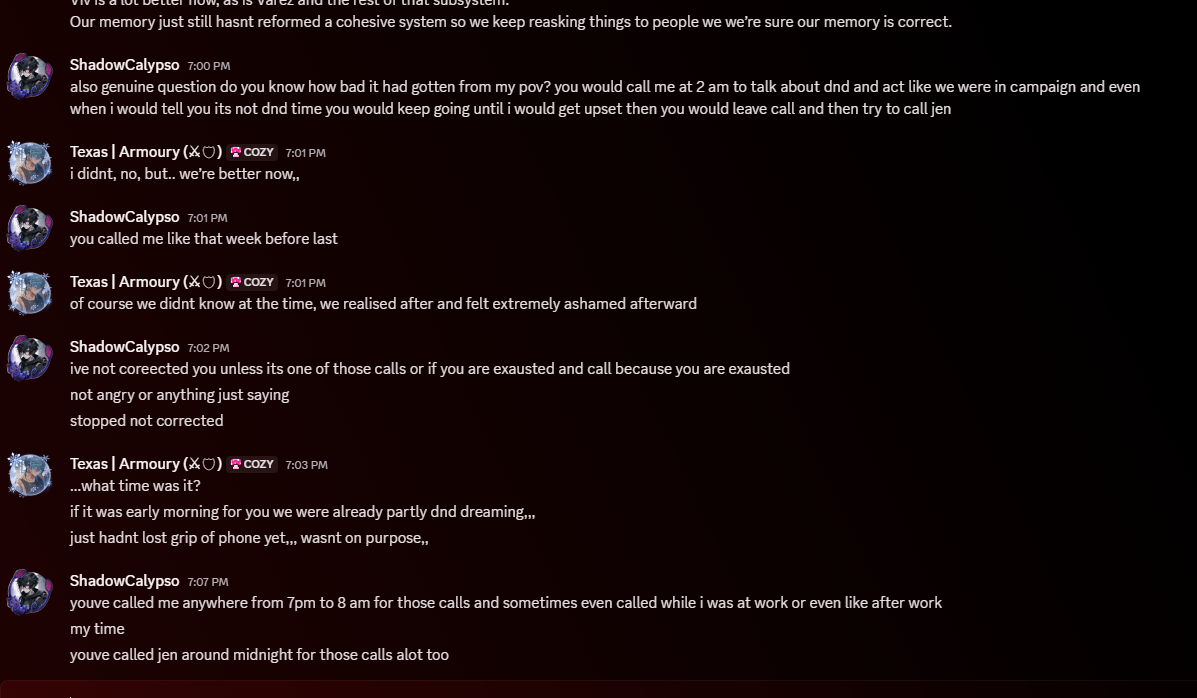 Viv is a lot better now, as is Varez and the rest of that subsystem.
Our memory just still hasnt reformed a cohesive system so we keep reasking things to people we we’re sure our memory is correct.
ShadowCalypso 7:00 PM
also genuine question do you know how bad it had gotten from my pov? you would call me at 2 am to talk about dnd and act like we were in campaign and even
when i would tell you its not dnd time you would keep going until i would get upset then you would leave call and then try to call jen
Texas | Armoury (⚔🛡) COZY 7:01 PM
i didnt, no, but.. we’re better now,,
ShadowCalypso 7:01 PM
you called me like that week before last
Texas | Armoury (⚔🛡) COZY 7:01 PM
of course we didnt know at the time, we realised after and felt extremely ashamed afterward
ShadowCalypso 7:02 PM
ive not coreected you unless its one of those calls or if you are exausted and call because you are exausted
not angry or anything just saying
stopped not corrected
Texas | Armoury (⚔🛡) COZY 7:03 PM
...what time was it?
if it was early morning for you we were already partly dnd dreaming,,,
just hadnt lost grip of phone yet,,, wasnt on purpose,,
ShadowCalypso 7:07 PM
youve called me anywhere from 7pm to 8 am for those calls and sometimes even called while i was at work or even like after work
my time
youve called jen around midnight for those calls alot too